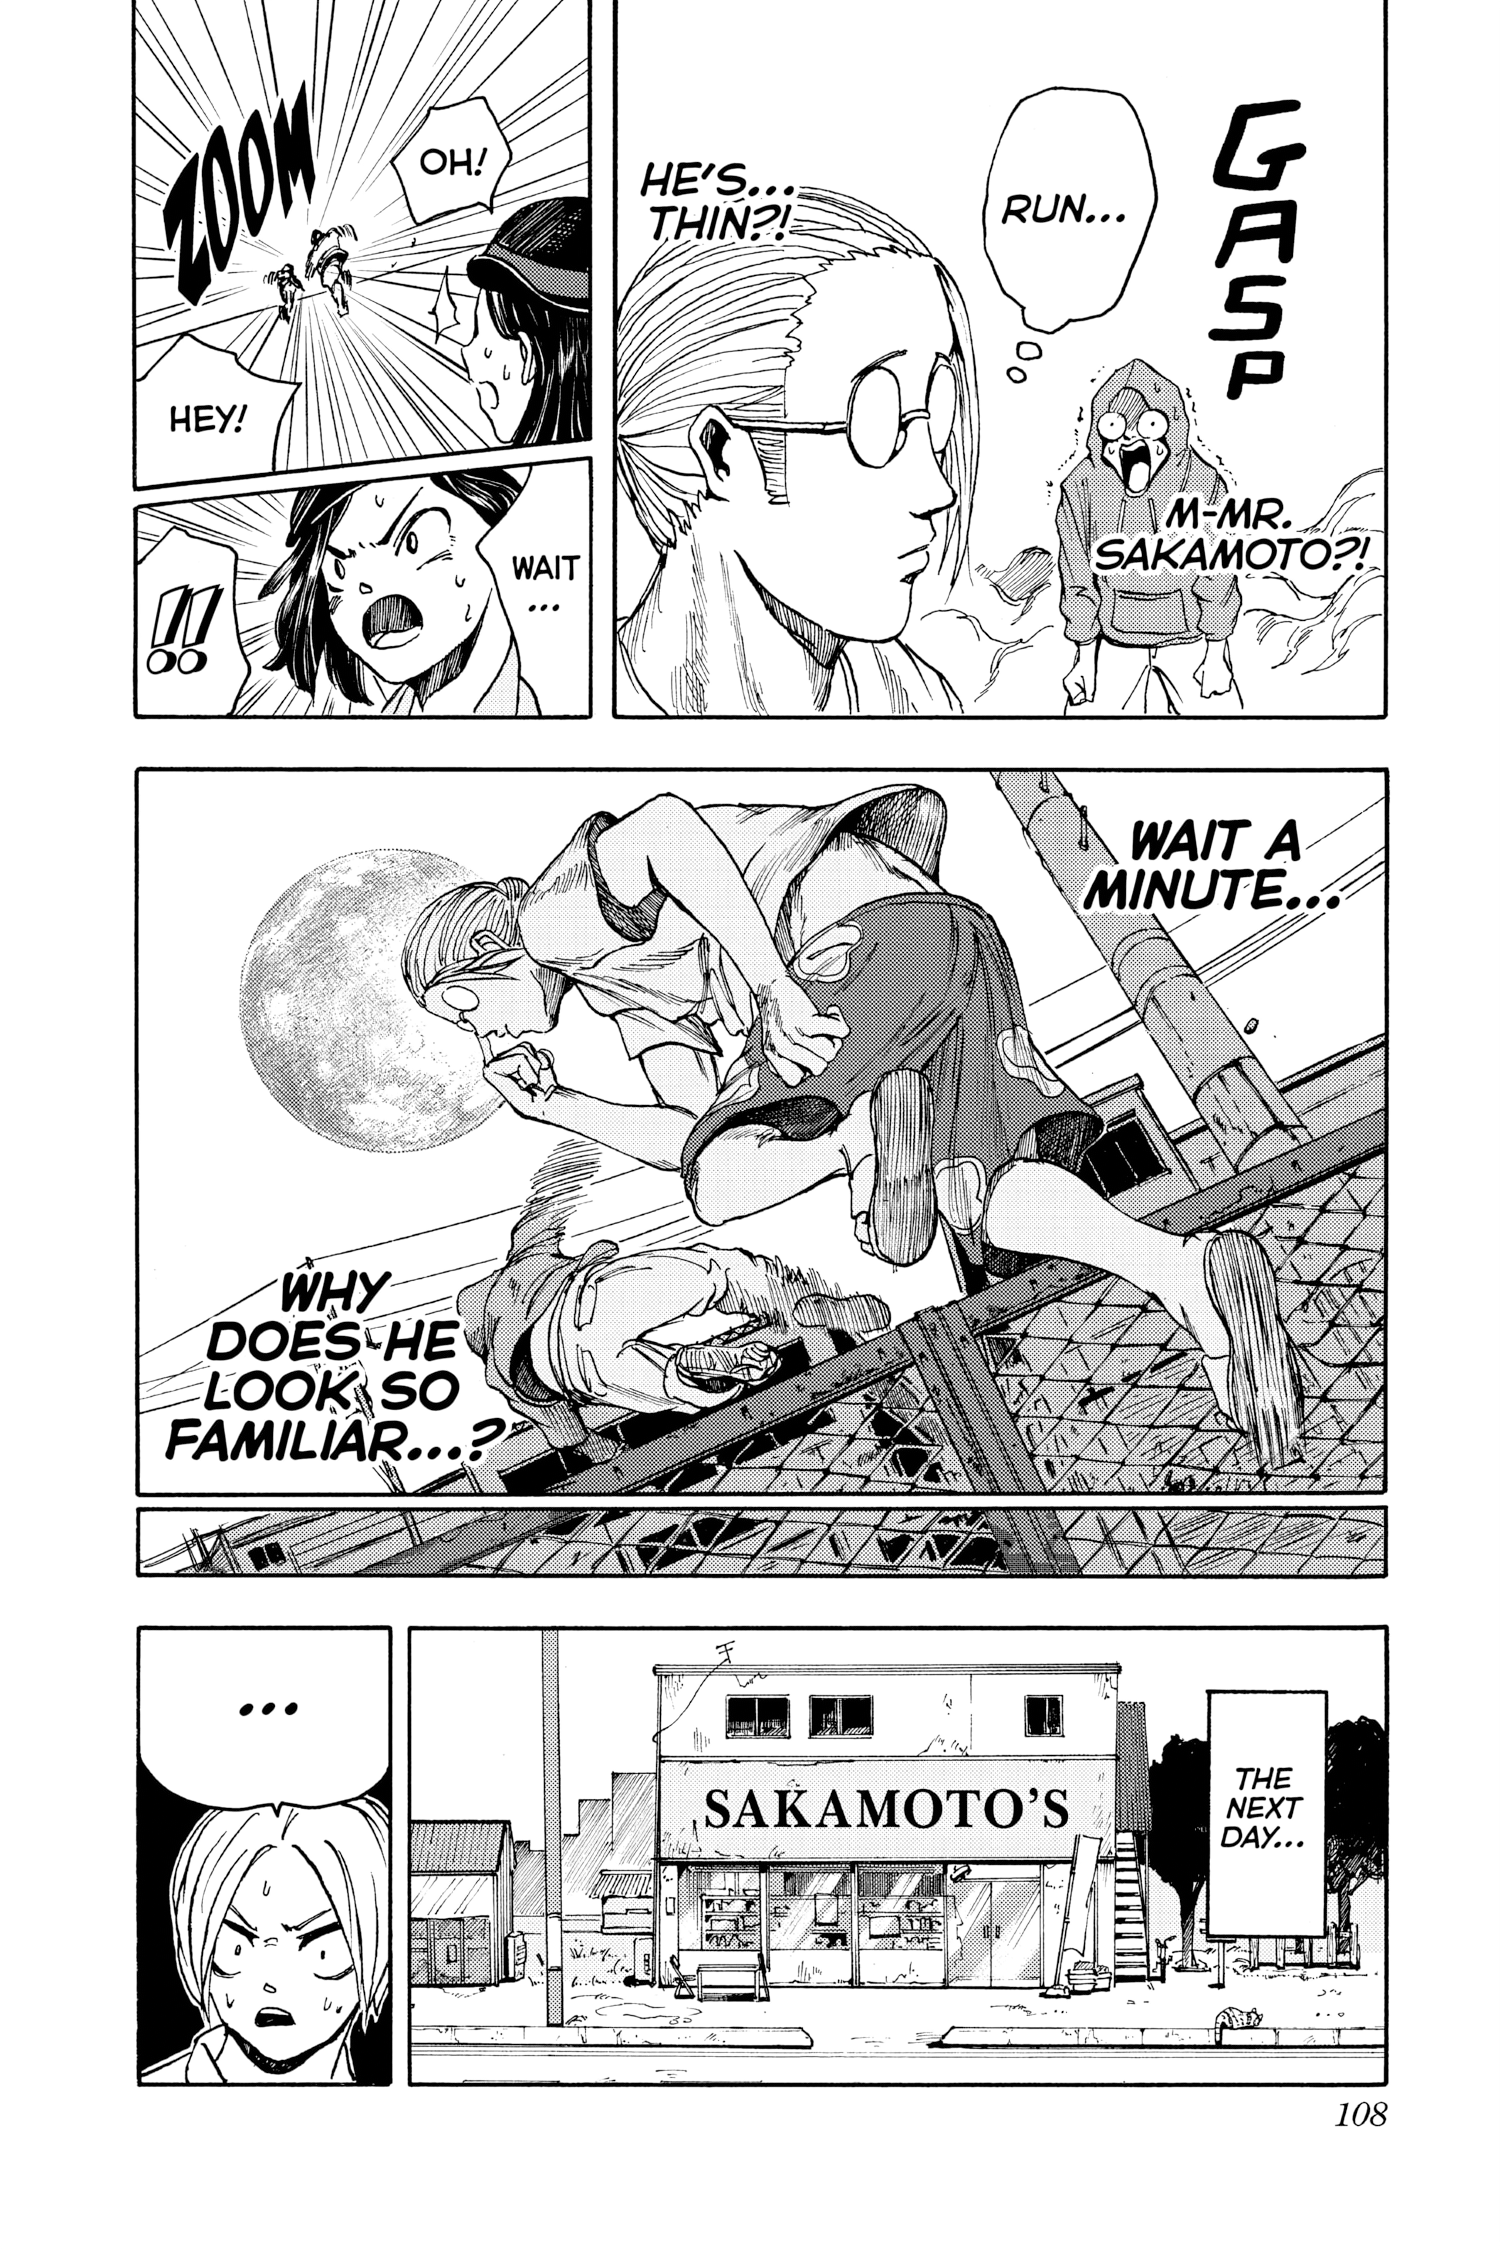 GASP
RUN...
HE'S...
THIN?!
M-MR.
SAKAMOTO?!
ZOOM
OH!
HEY!
WAIT
...
!!
WAIT A
MINUTE...
WHY
DOES HE
LOOK SO
FAMILIAR...?
THE
NEXT
DAY...
SAKAMOTO'S
...
108